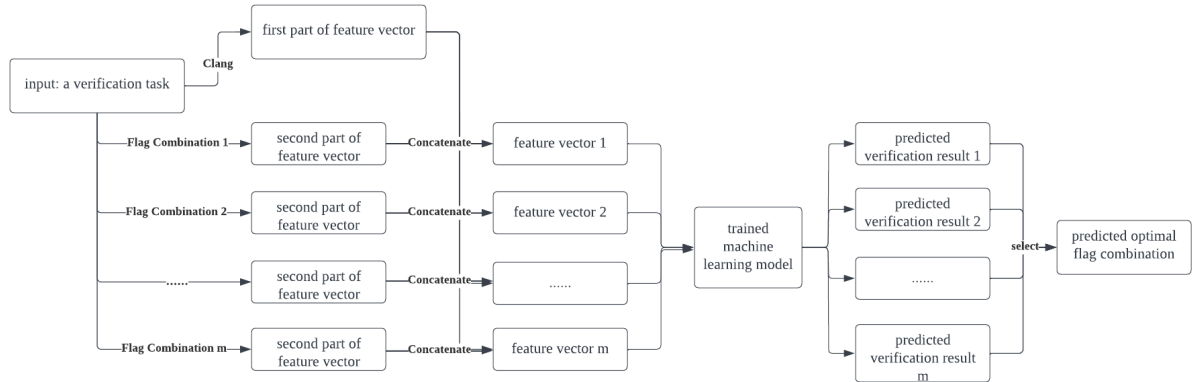 first part of feature vector
Clang
input: a verification task
Flag Combination 1
second part of
feature vector
Concatenate
feature vector 1
predicted
verification result 1
Flag Combination 2
second part of
feature vector
Concatenate
feature vector 2
predicted
verification result 2
trained
machine
learning model
select
predicted optimal
flag combination
......
second part of
feature vector
Concatenate
......
......
Flag Combination m
second part of
feature vector
Concatenate
feature vector m
predicted
verification result
m